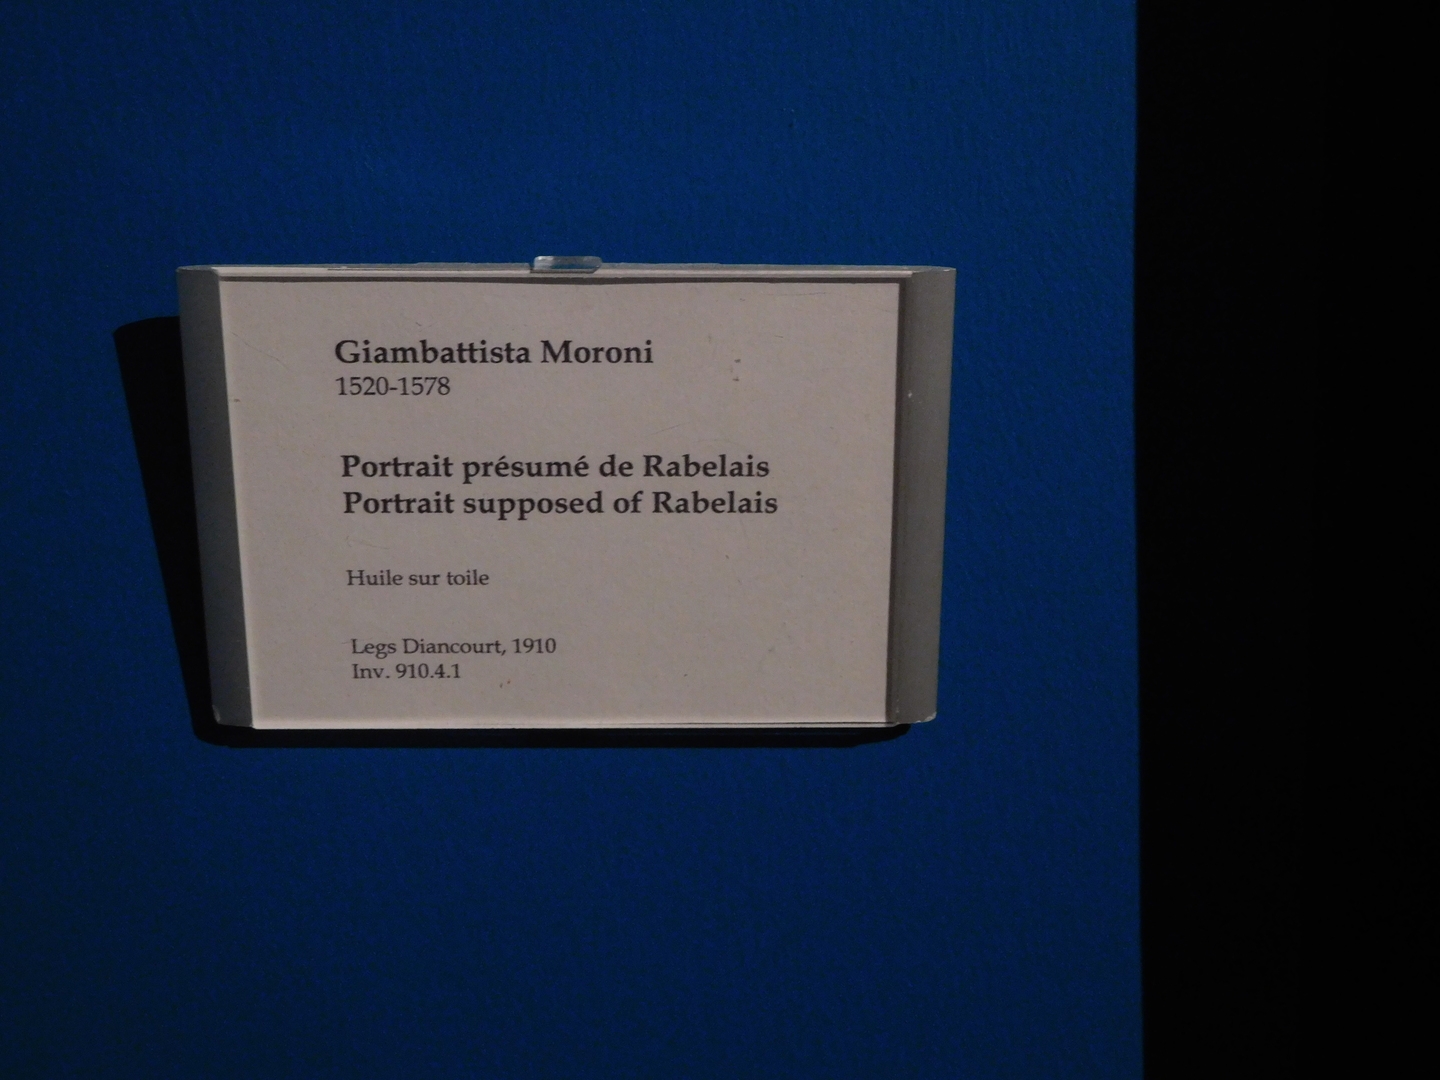 Giambattista Moroni
1520-1578
Portrait présumé de Rabelais
Portrait supposed of Rabelais
Huile sur toile
Legs Diancourt, 1910
Inv. 910.4.1